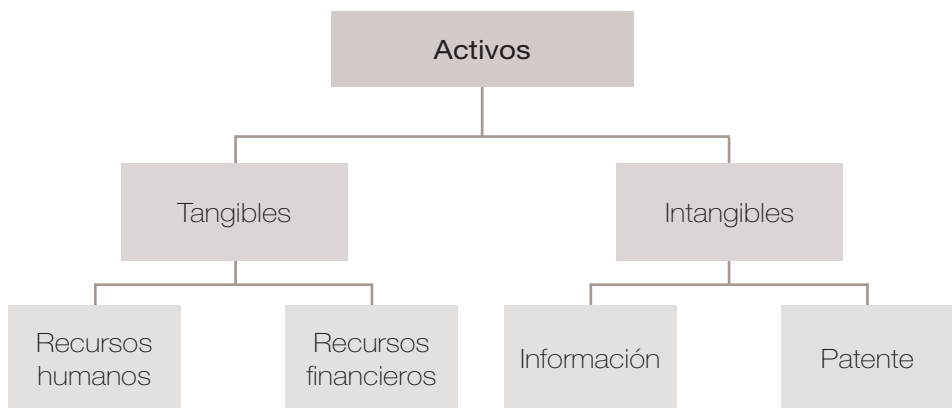 Activos
Tangibles
Intangibles
Recursos
humanos
Recursos
financieros
Información
Patente